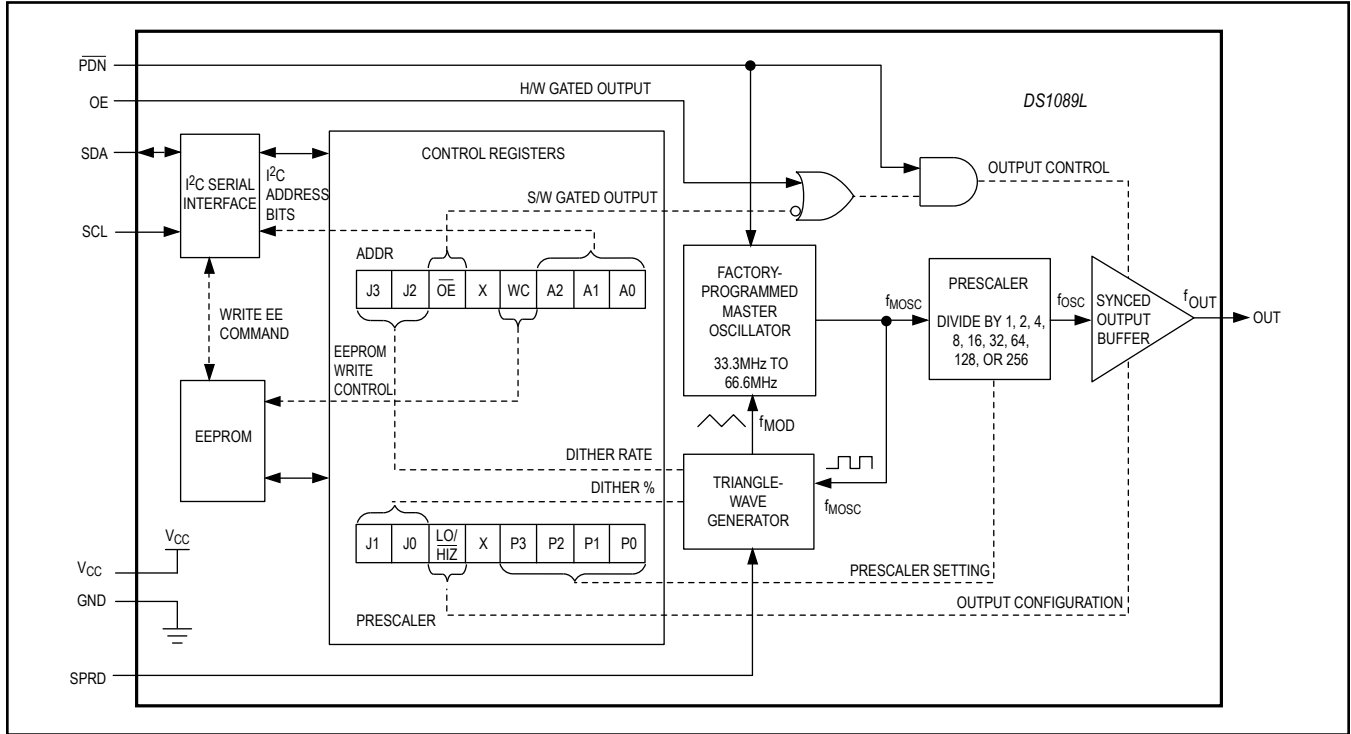 PDN
OE
H/W GATED OUTPUT
DS1089L
SDA
SCL
I2C SERIAL
INTERFACE
I2C
ADDRESS
BITS
CONTROL REGISTERS
S/W GATED OUTPUT
OUTPUT CONTROL
ADDR
J3 J2 OE X WC A2 A1 A0
WRITE EE
COMMAND
EEPROM
WRITE
CONTROL
EEPROM
FACTORY-
PROGRAMMED
MASTER
OSCILLATOR
33.3MHz TO
66.6MHz
fMOSC
PRESCALER
DIVIDE BY 1, 2, 4,
8, 16, 32, 64,
128, OR 256
fOSC
SYNCED
OUTPUT
BUFFER
fOUT
OUT
fMOD
DITHER RATE
DITHER %
TRIANGLE-
WAVE
GENERATOR
fMOSC
J1 J0 LO/HIZ X P3 P2 P1 P0
PRESCALER SETTING
OUTPUT CONFIGURATION
PRESCALER
VCC
VCC
GND
SPRD